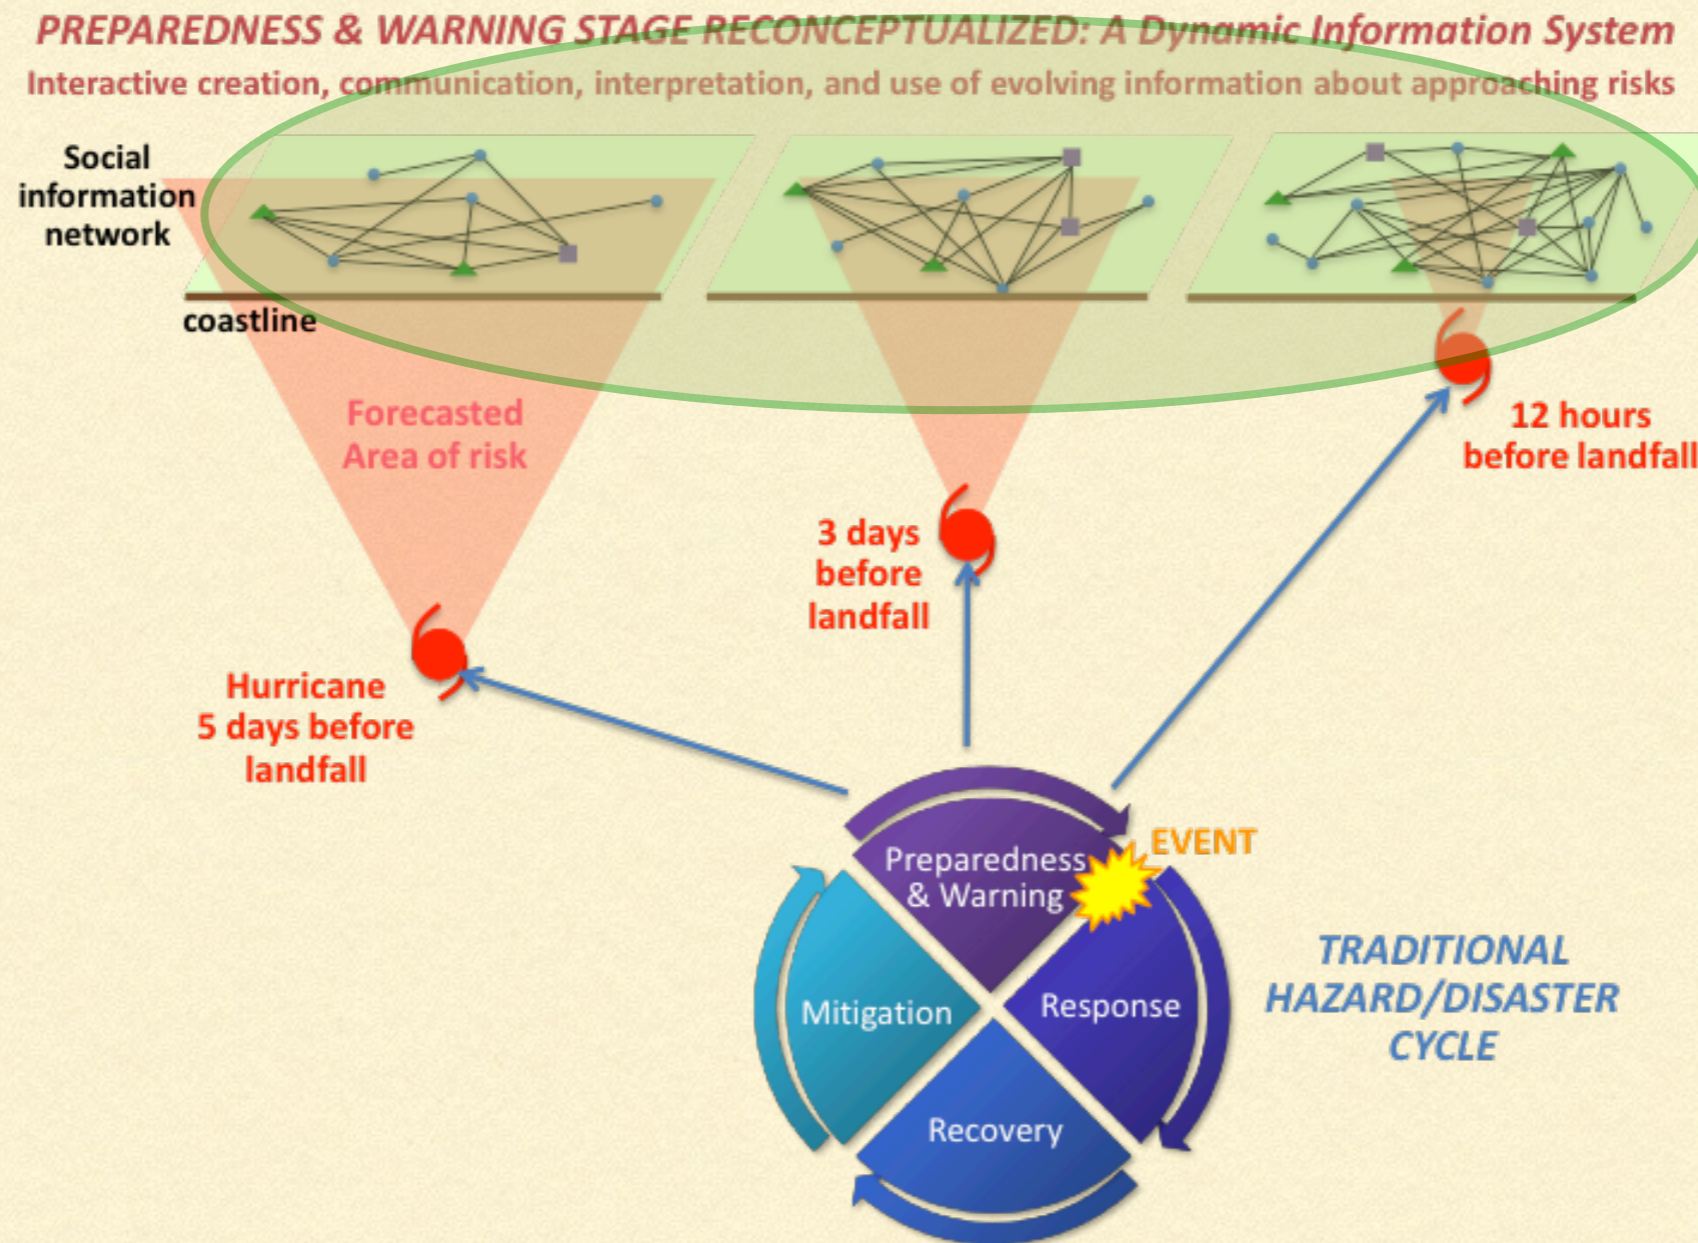 PREPAREDNESS & WARNING STAGE RECONCEPTUALIZED: A Dynamic Information System
Interactive creation, communication, interpretation, and use of evolving information about approaching risks
Social
information
network
coastline
Forecasted
Area of risk
12 hours
before landfall
3 days
before
landfall
Hurricane
5 days before
landfall
EVENT
Preparedness
& Warning
Mitigation
Response
Recovery
TRADITIONAL
HAZARD/DISASTER
CYCLE